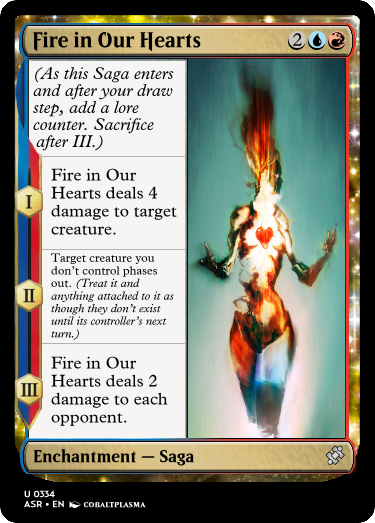 Fire in Our Hearts 2
(As this Saga enters
and after your draw
step, add a lore
counter. Sacrifice
after III.)
I
Fire in Our
Hearts deals 4
damage to target
creature.
II
Target creature you
don't control phases
out. (Treat it and
anything attached to it as
though they don't exist
until its controller's next
turn.)
III
Fire in Our
Hearts deals 2
damage to each
opponent.
Enchantment — Saga
U 0334
ASR • EN COBALTPLASMA